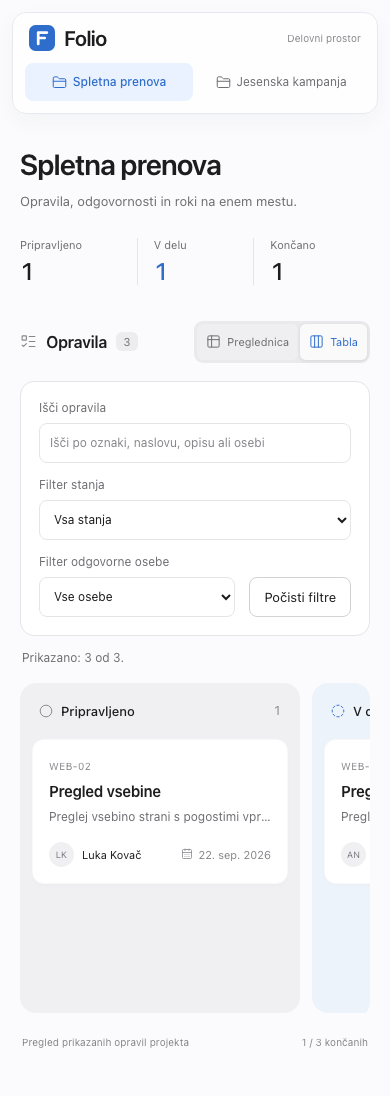 Folio
Delovni prostor
Spletna prenova
Jesenska kampanja
Spletna prenova
Opravila, odgovornosti in roki na enem mestu.
Pripravljeno
V delu
Končano
1
1
1
Opravila
3
Preglednica
Tabla
Išči opravila
Išči po oznaki, naslovu, opisu ali osebi
Filter stanja
Vsa stanja
Filter odgovorne osebe
Vse osebe
Počisti filtre
Prikazano: 3 od 3.
Pripravljeno
1
WEB-02
Pregled vsebine
Preglej vsebino strani s pogostimi vpr...
LK
Luka Kovač
22. sep. 2026
V
WEB-
AN
Pregled prikazanih opravil projekta
1 / 3 končanih